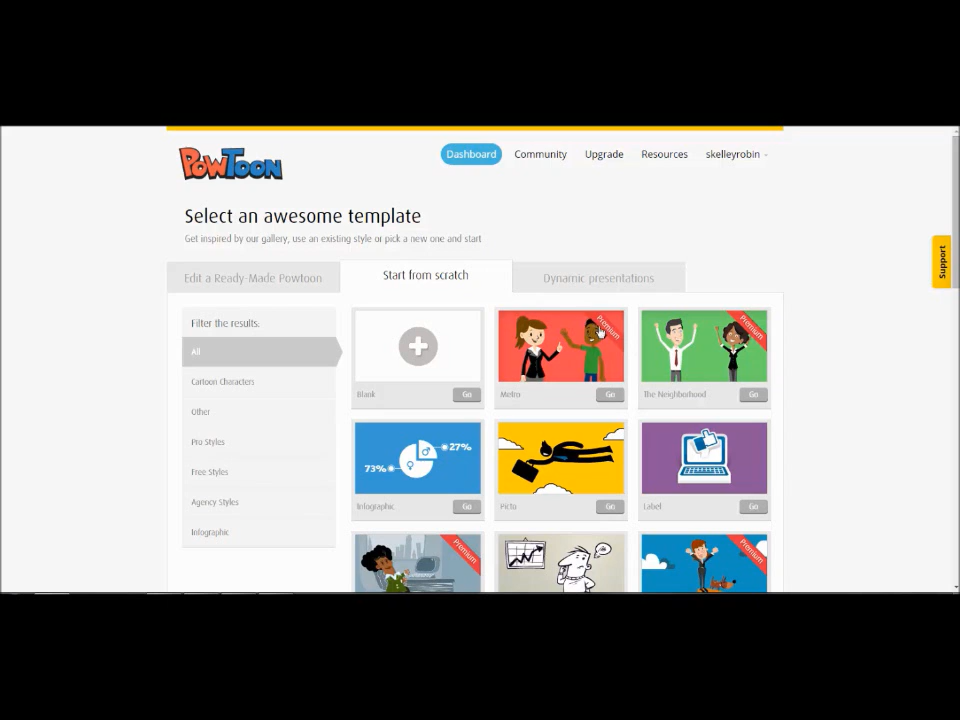 PowToon
Dashboard Community Upgrade Resources skelleyrobin
Select an awesome template
Get inspired by our gallery, use an existing style or pick a new one and start
Support
Edit a Ready-Made Powtoon Start from scratch Dynamic presentations
Filter the results:
All
Cartoon Characters
Other
Pro Styles
Free Styles
Agency Styles
Infographic
Premium
Premium
Blank Go
Metro Go
The Neighborhood Go
73% 27%
Infographic Go
Picto Go
Label Go
Premium
Premium